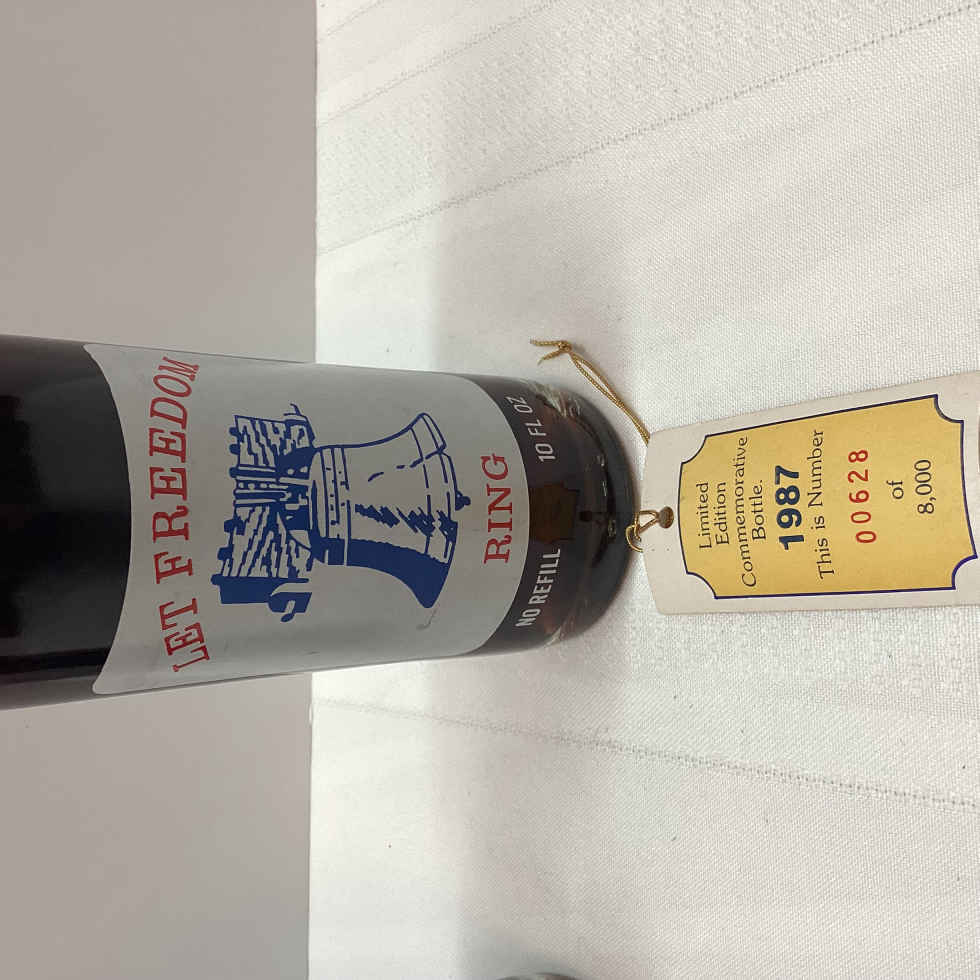 LET FREEDOM
RING
NO REFILL 10 FL OZ
Limited
Edition
Commemorative
Bottle.
1987
This is Number
00628
of
8,000